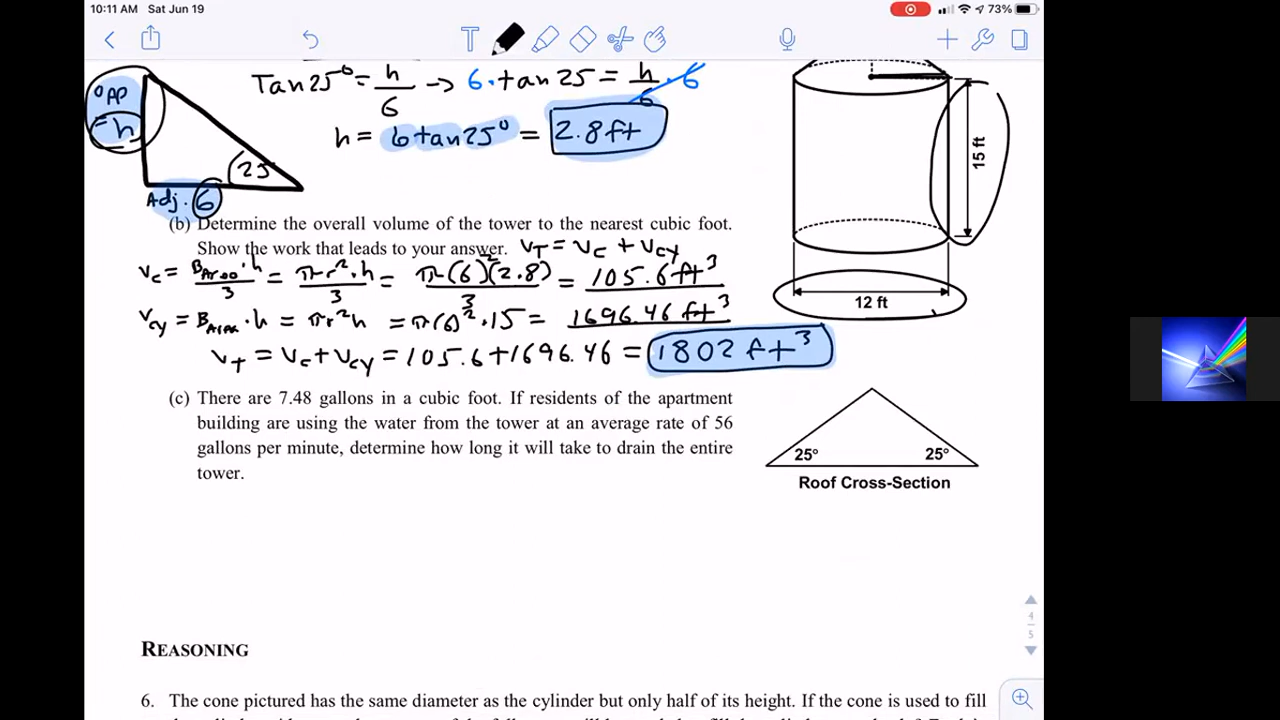 10:11 AM Sat Jun 19
73%
T
OPP
= h
25
Adj. 6
Tan25° = h/6 → 6·tan25 = h/6 · 6
h = 6tan25° = 2.8ft
15 ft
12 ft
(b) Determine the overall volume of the tower to the nearest cubic foot.
Show the work that leads to your answer. VT = Vc + Vcy
Vc = BArea·h/3 = πr²·h/3 = π(6)²(2.8)/3 = 105.6ft³
Vcy = BArea·h = πr²h = π(6)²·15 = 1696.46 ft³
VT = Vc + Vcy = 105.6+1696.46 = 1802 ft³
(c) There are 7.48 gallons in a cubic foot. If residents of the apartment
building are using the water from the tower at an average rate of 56
gallons per minute, determine how long it will take to drain the entire
tower.
25° 25°
Roof Cross-Section
4
5
REASONING
6. The cone pictured has the same diameter as the cylinder but only half of its height. If the cone is used to fill